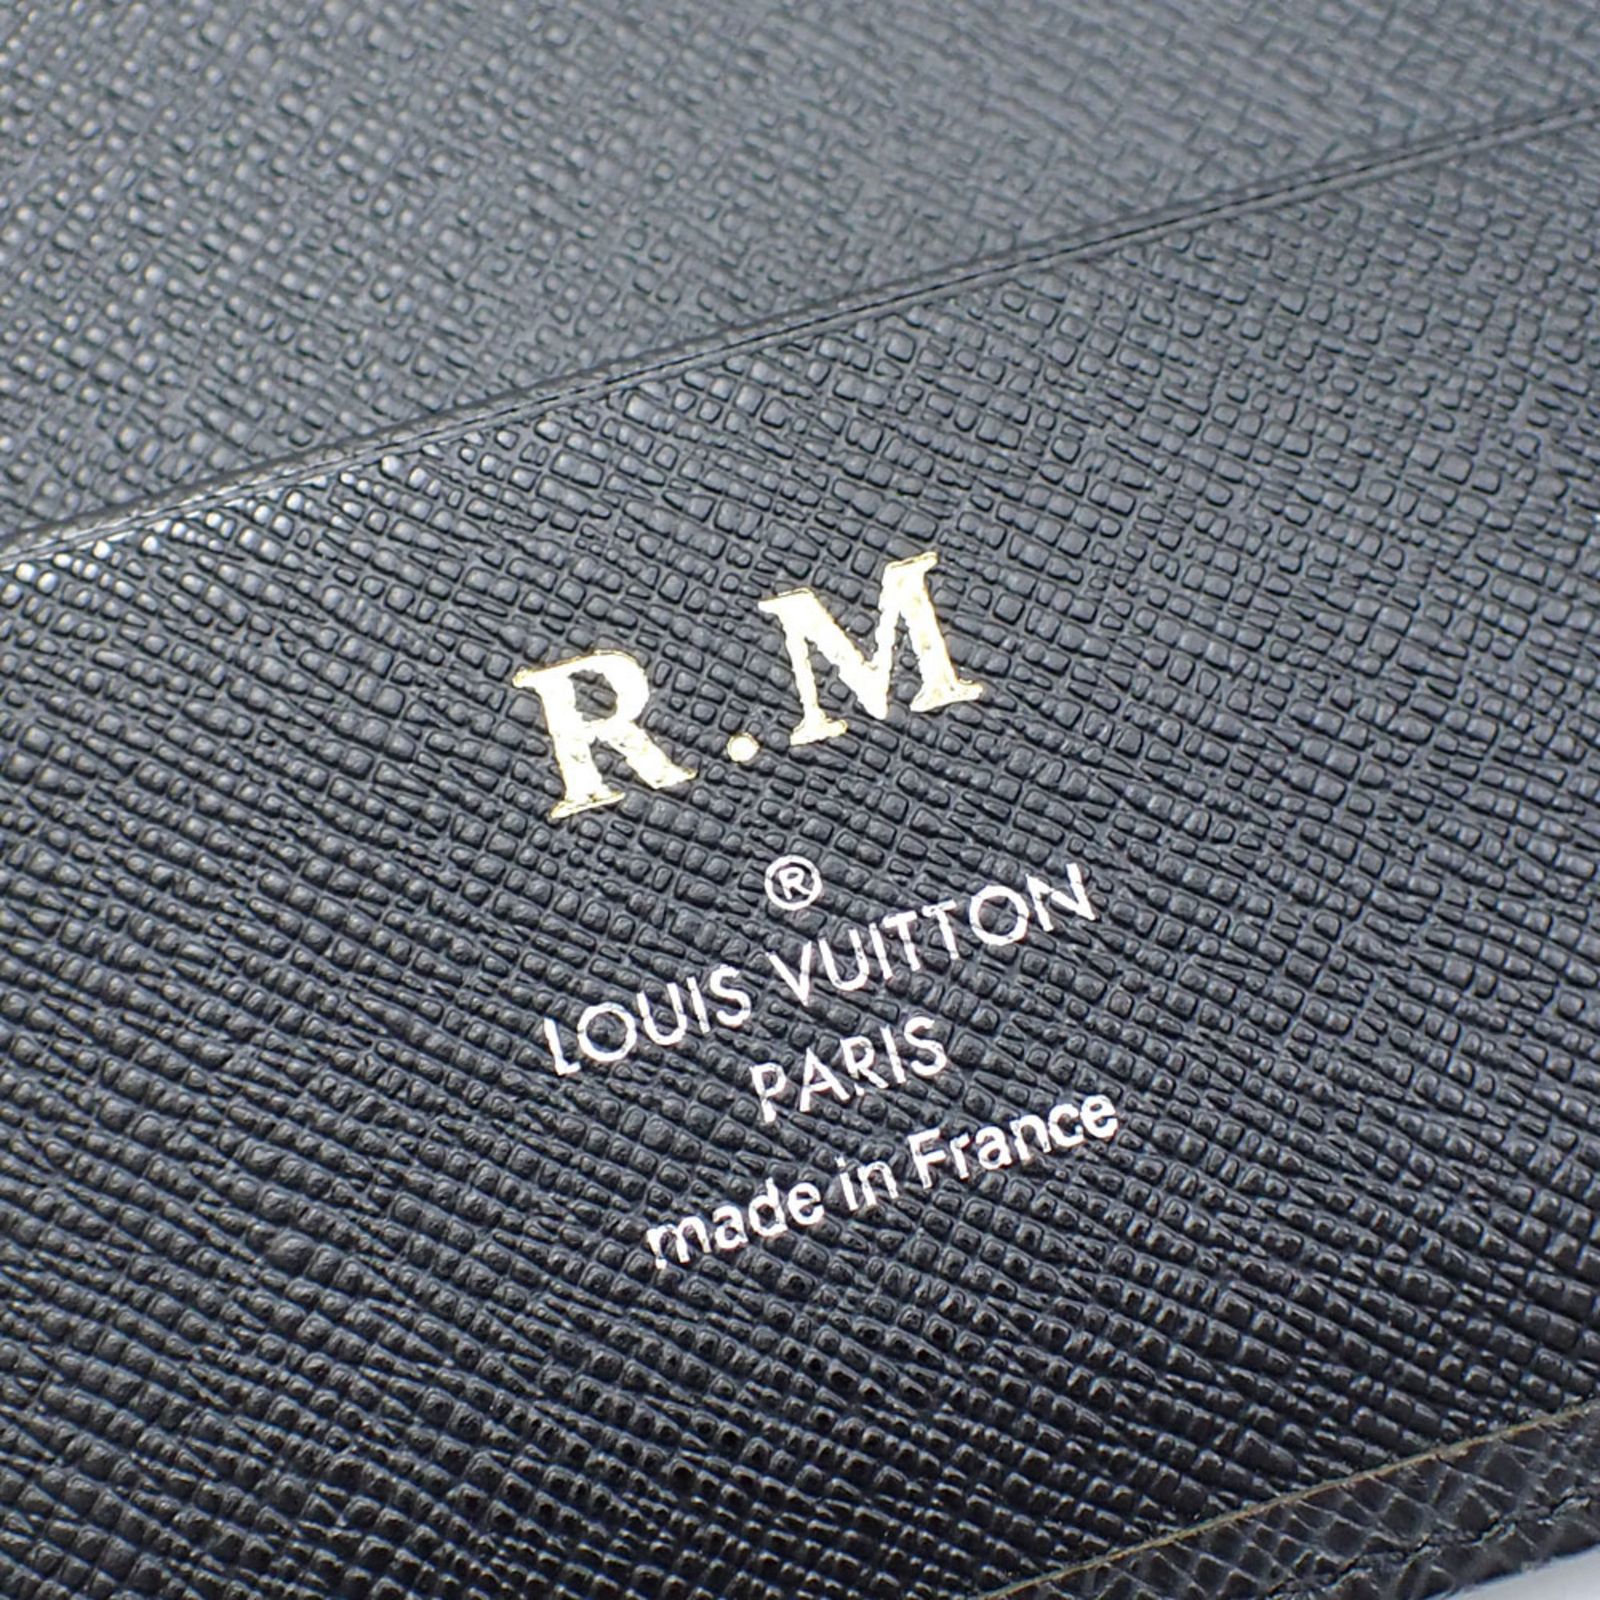 R.M
®
LOUIS VUITTON
PARIS
made in France